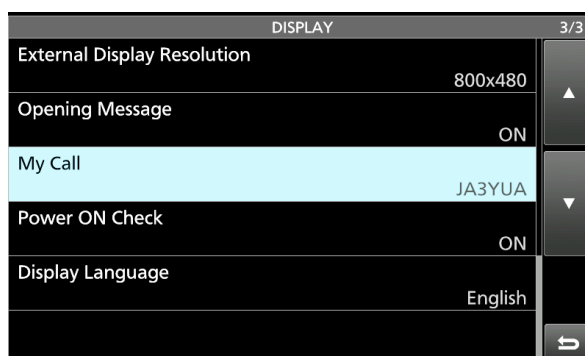 DISPLAY 3/3
External Display Resolution
800x480
Opening Message
ON
My Call
JA3YUA
Power ON Check
ON
Display Language
English